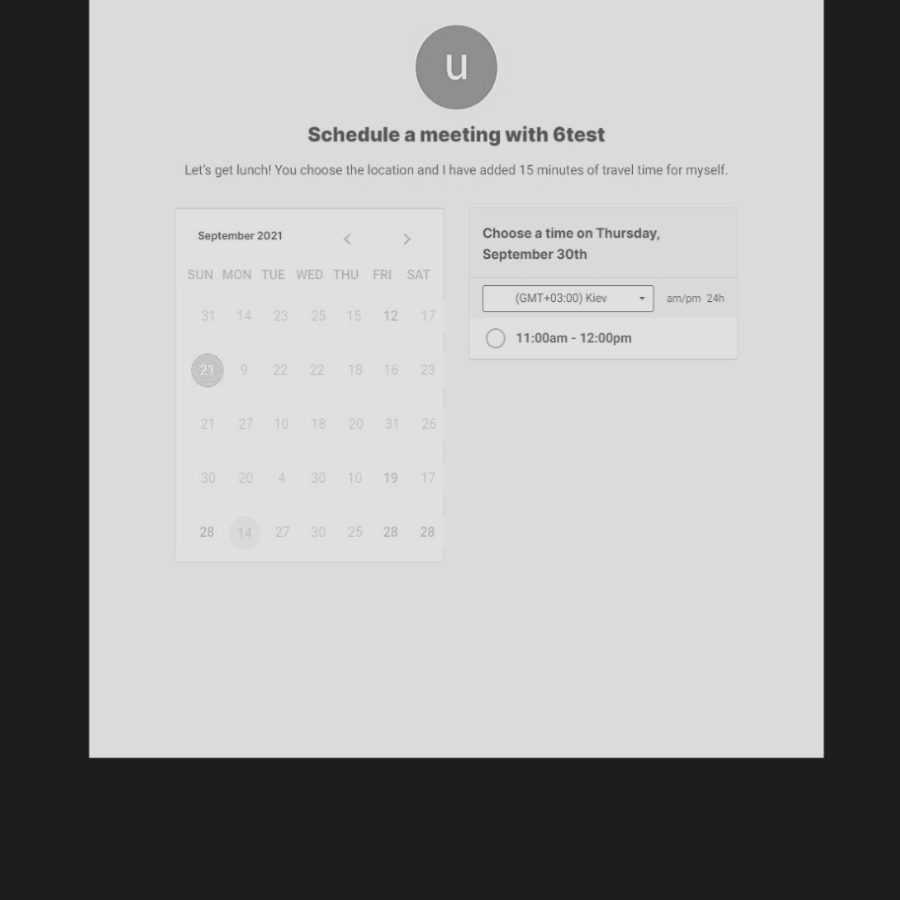 u
Schedule a meeting with 6test
Let's get lunch! You choose the location and I have added 15 minutes of travel time for myself.
September 2021
SUN MON TUE WED THU FRI SAT
31 14 23 25 15 12 17
21 9 22 22 18 16 23
21 27 10 18 20 31 26
30 20 4 30 10 19 17
28 14 27 30 25 28 28
Choose a time on Thursday,
September 30th
(GMT+03:00) Kiev am/pm 24h
11:00am - 12:00pm